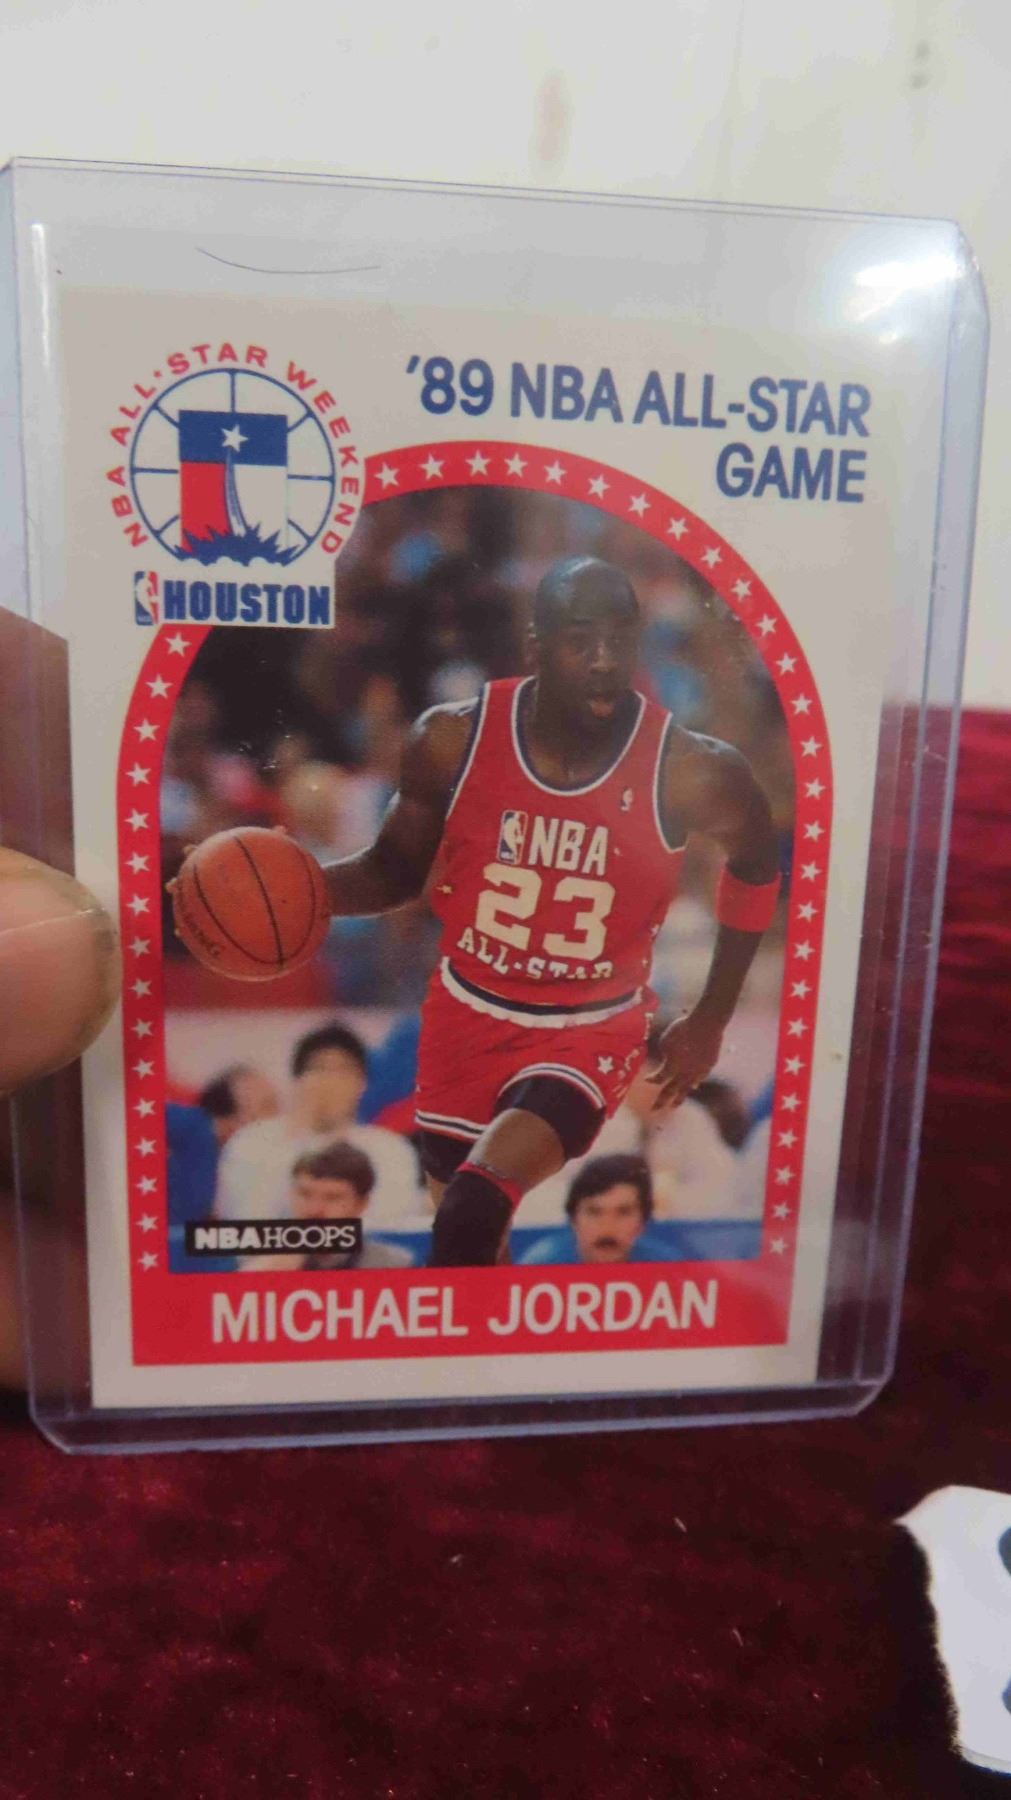 NBA ALL-STAR WEEKEND
'89 NBA ALL-STAR
GAME
HOUSTON
NBA
23
ALL-STAR
NBA HOOPS
MICHAEL JORDAN